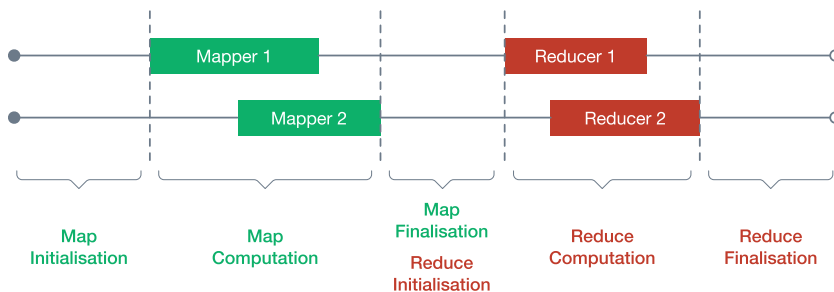 Mapper 1
Reducer 1
Mapper 2
Reducer 2
Map
Initialisation
Map
Computation
Map
Finalisation
Reduce
Initialisation
Reduce
Computation
Reduce
Finalisation